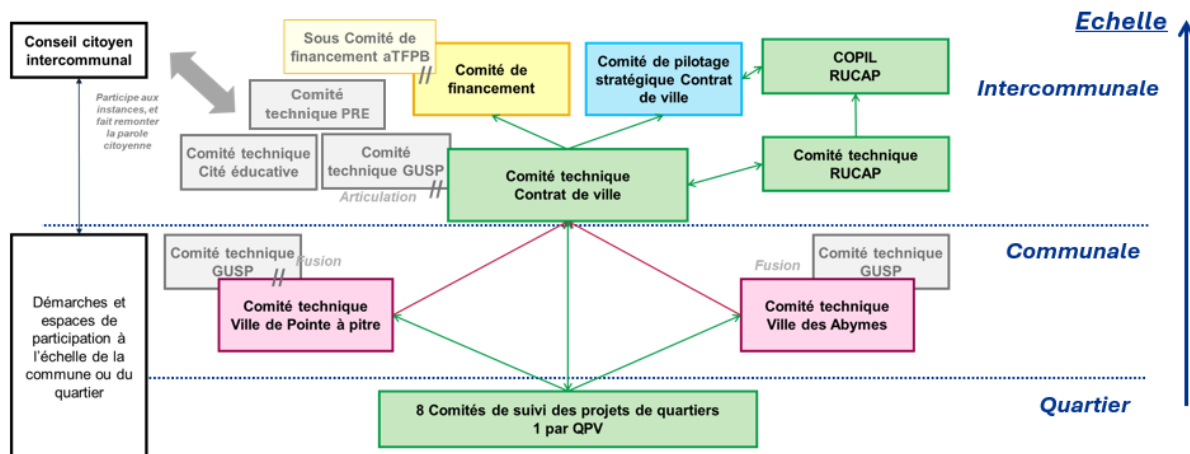 Echelle
Conseil citoyen
intercommunal
Sous Comité de
financement aTFPB
//
Comité de
financement
Comité de pilotage
stratégique Contrat
de ville
COPIL
RUCAP
Intercommunale
Participe aux
instances, et
fait remonter
la parole
citoyenne
Comité
technique PRE
Comité technique
Cité éducative
Comité
technique GUSP
//
Articulation
Comité technique
Contrat de ville
Comité technique
RUCAP
Communale
Comité technique
GUSP
//
Fusion
Comité technique
Ville de Pointe à pitre
Fusion
Comité technique
GUSP
Comité technique
Ville des Abymes
Démarches et
espaces de
participation à
l'échelle de la
commune ou du
quartier
Quartier
8 Comités de suivi des projets de quartiers
1 par QPV